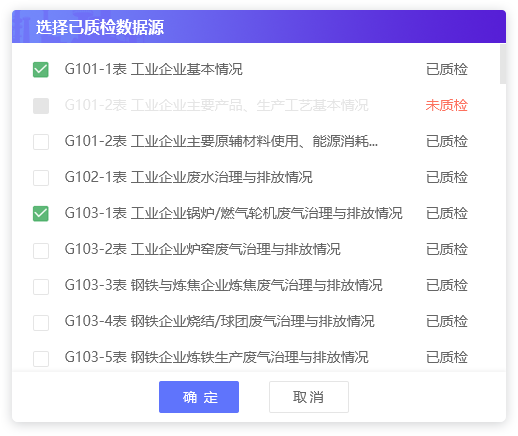 选择已质检数据源
G101-1表 工业企业基本情况 已质检
G101-2表 工业企业主要产品、生产工艺基本情况 未质检
G101-2表 工业企业主要原辅材料使用、能源消耗... 已质检
G102-1表 工业企业废水治理与排放情况 已质检
G103-1表 工业企业锅炉/燃气轮机废气治理与排放情况 已质检
G103-2表 工业企业炉窑废气治理与排放情况 已质检
G103-3表 钢铁与炼焦企业炼焦废气治理与排放情况 已质检
G103-4表 钢铁企业烧结/球团废气治理与排放情况 已质检
G103-5表 钢铁企业炼铁生产废气治理与排放情况 已质检
确 定 取 消